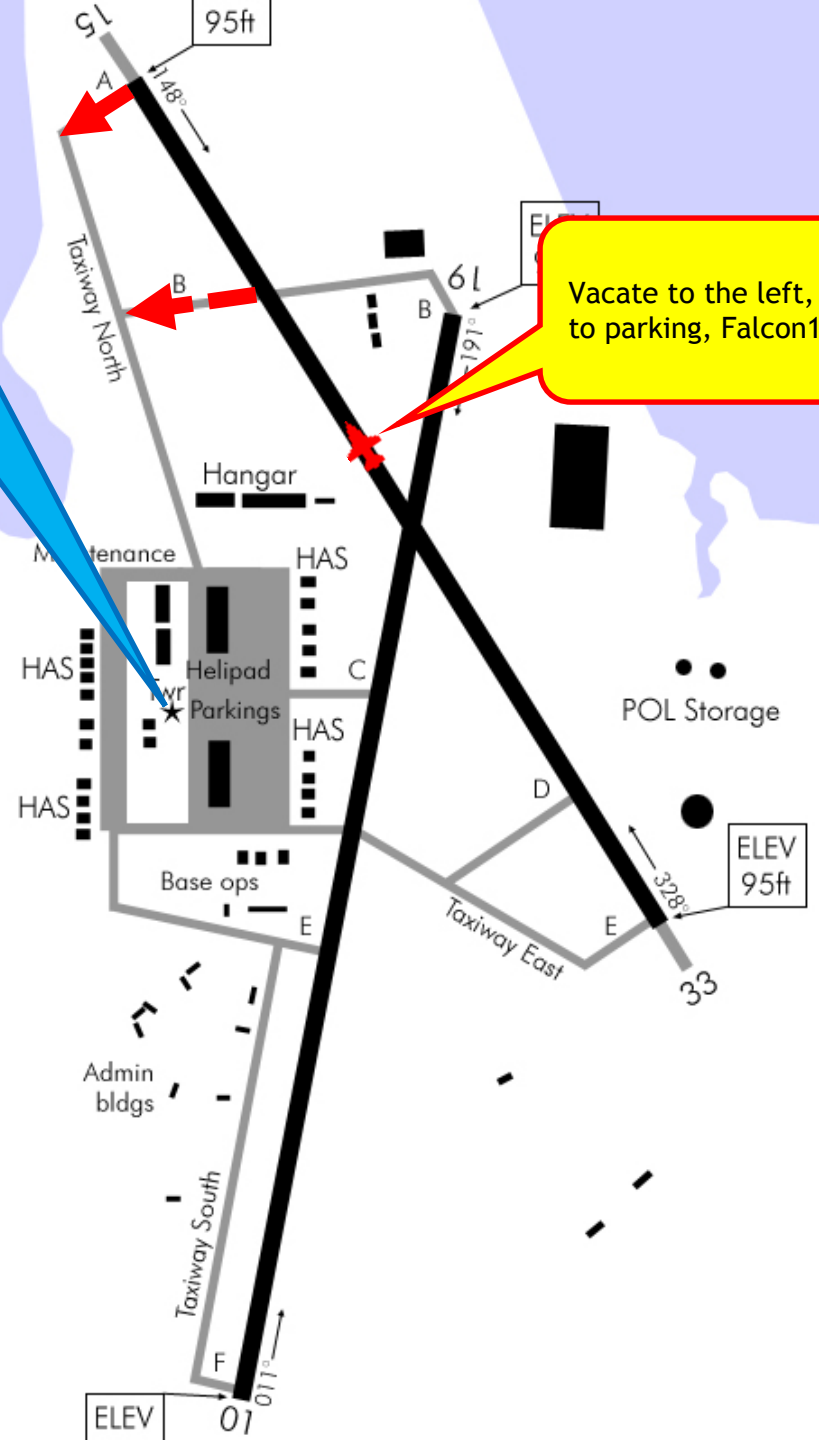 15
95ft
A
148°
Taxiway North
B
19
B
191°
Vacate to the left,
to parking, Falcon1
Hangar
HAS
HAS
Helipad
C
Twr
Parkings
HAS
POL Storage
HAS
D
ELEV
95ft
328°
Base ops
E
E
Taxiway East
33
Admin
bldgs
Taxiway South
F
011°
ELEV
01